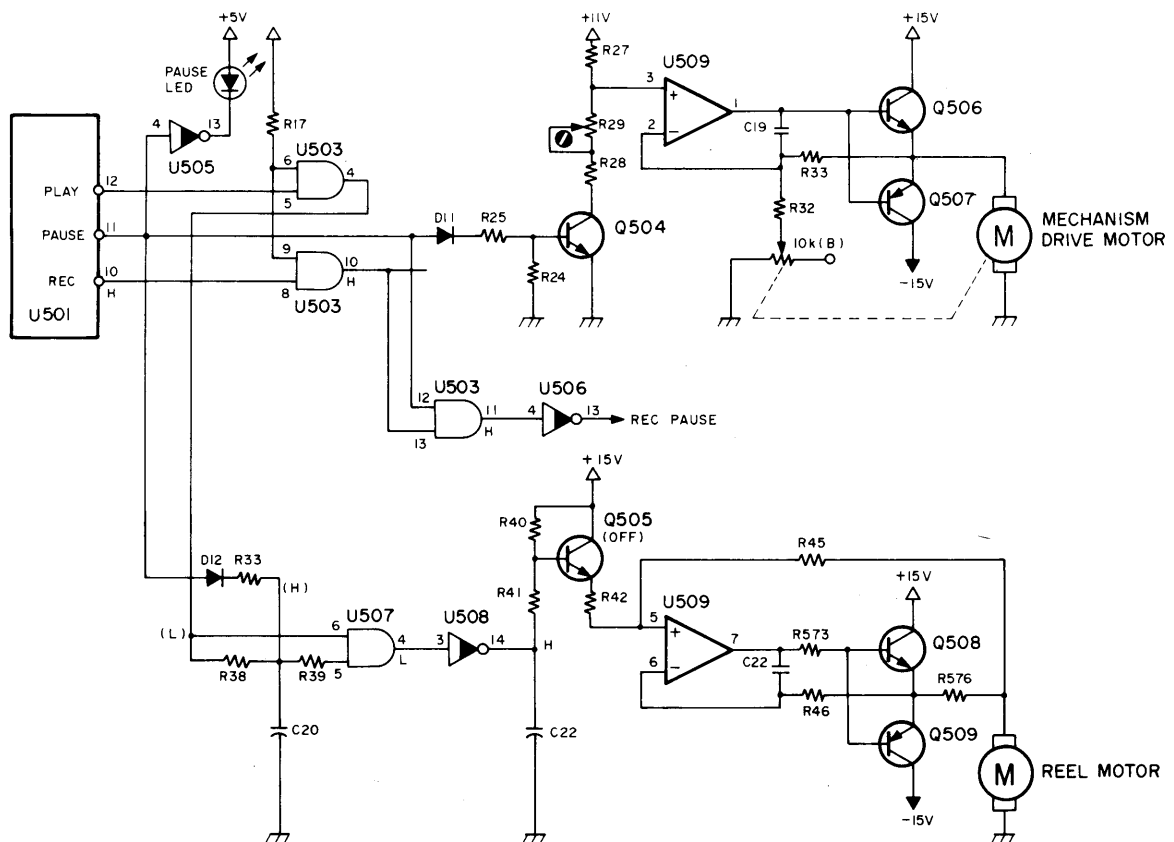 +5V
+11V
+15V
PAUSE
LED
R27
U509
3
+
1
2
−
Q506
R29
C19
R17
4
13
U505
U503
6
4
5
R28
R33
Q507
PLAY
12
D11
R25
Q504
R32
M
MECHANISM
DRIVE MOTOR
PAUSE
11
9
10
H
R24
10k(B)
−15V
REC
10
H
8
U503
U501
U503
12
11
H
13
U506
4
13
REC PAUSE
+15V
R40
Q505
(OFF)
R45
D12
R33
(H)
R41
R42
U509
+15V
U507
U508
5
+
7
R573
Q508
(L)
6
4
L
3
14
H
6
−
C22
R576
R38
R39
5
R46
C20
C22
Q509
M
REEL MOTOR
−15V